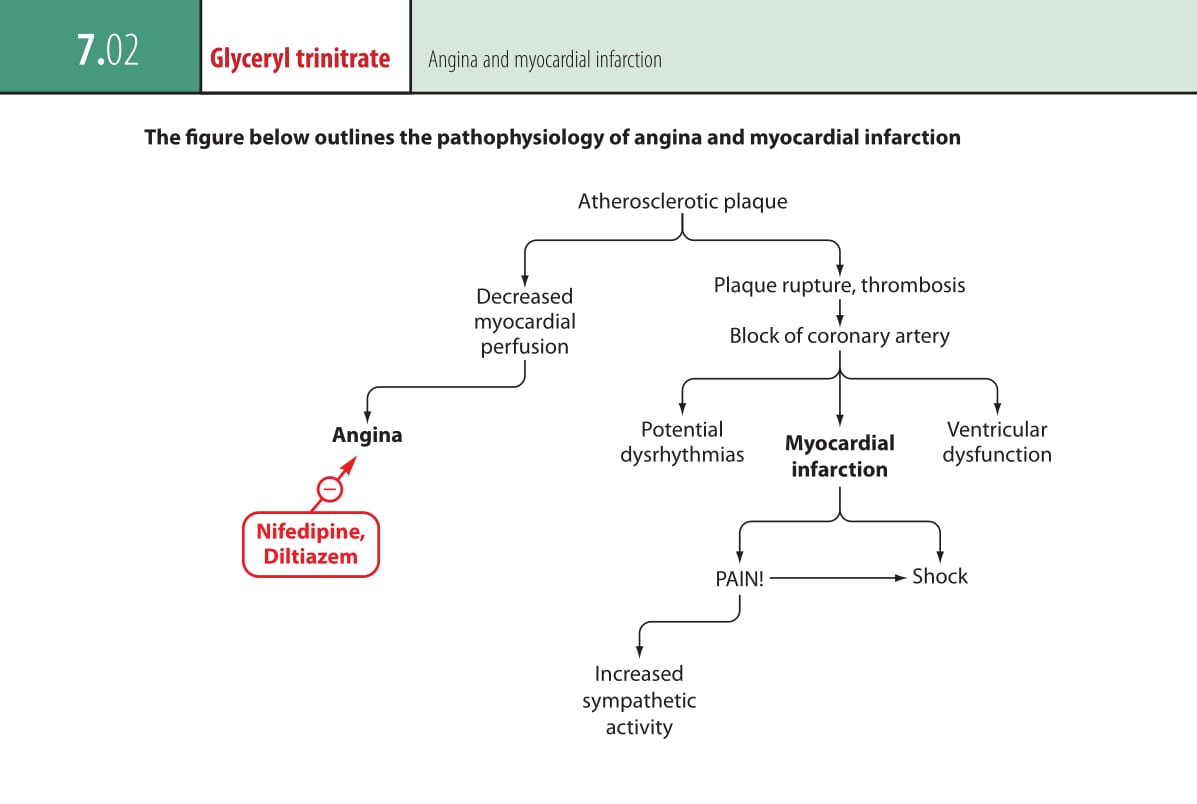 7.02
Glyceryl trinitrate
Angina and myocardial infarction
The figure below outlines the pathophysiology of angina and myocardial infarction
Atherosclerotic plaque
Decreased
myocardial
perfusion
Plaque rupture, thrombosis
Block of coronary artery
Angina
Potential
dysrhythmias
Myocardial
infarction
Ventricular
dysfunction
−
Nifedipine,
Diltiazem
PAIN!
Shock
Increased
sympathetic
activity